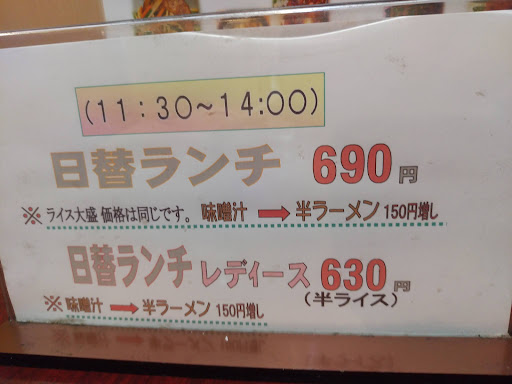 (11:30~14:00)
日替ランチ 690円
※ ライス大盛 価格は同じです。 味噌汁 → 半ラーメン 150円増し
日替ランチ レディース 630円
(半ライス)
※ 味噌汁 → 半ラーメン 150円増し